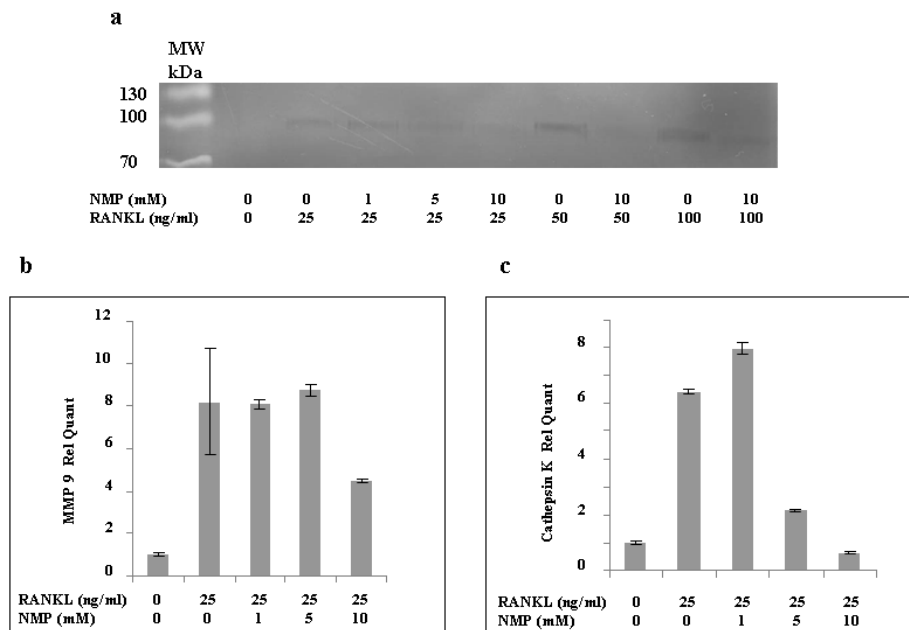 a
MW
kDa
130
100
70
NMP (mM) 0 0 1 5 10 0 10 0 10
RANKL (ng/ml) 0 25 25 25 25 50 50 100 100
b
12
10
8
6
4
2
0
MMP 9 Rel Quant
RANKL (ng/ml) 0 25 25 25 25
NMP (mM) 0 0 1 5 10
c
8
6
4
2
0
Cathepsin K Rel Quant
RANKL (ng/ml) 0 25 25 25 25
NMP (mM) 0 0 1 5 10